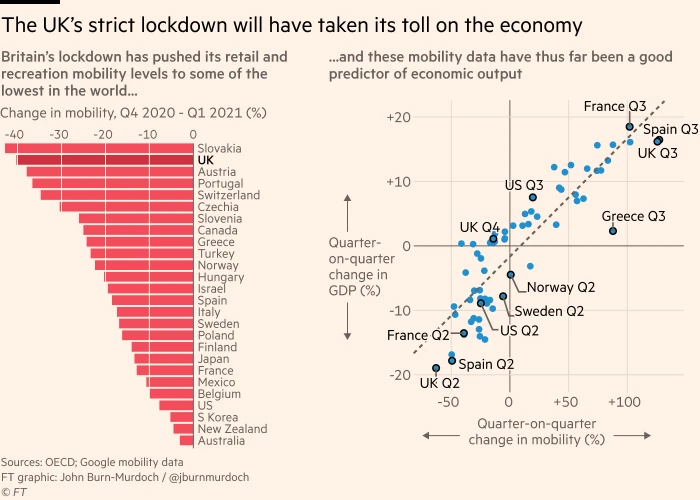 The UK's strict lockdown will have taken its toll on the economy
Britain's lockdown has pushed its retail and
recreation mobility levels to some of the
lowest in the world...
Change in mobility, Q4 2020 - Q1 2021 (%)
-40 -30 -20 -10 0
Slovakia
UK
Austria
Portugal
Switzerland
Czechia
Slovenia
Canada
Greece
Turkey
Norway
Hungary
Israel
Spain
Italy
Sweden
Poland
Finland
Japan
France
Mexico
Belgium
US
S Korea
New Zealand
Australia
...and these mobility data have thus far been a good
predictor of economic output
France Q3
+20
Spain Q3
UK Q3
+10
US Q3
Greece Q3
UK Q4
Quarter-
on-quarter
change in
GDP (%)
0
Norway Q2
-10
Sweden Q2
France Q2
US Q2
Spain Q2
-20
UK Q2
-50 0 +50 +100
Quarter-on-quarter
change in mobility (%)
Sources: OECD; Google mobility data
FT graphic: John Burn-Murdoch / @jburnmurdoch
© FT